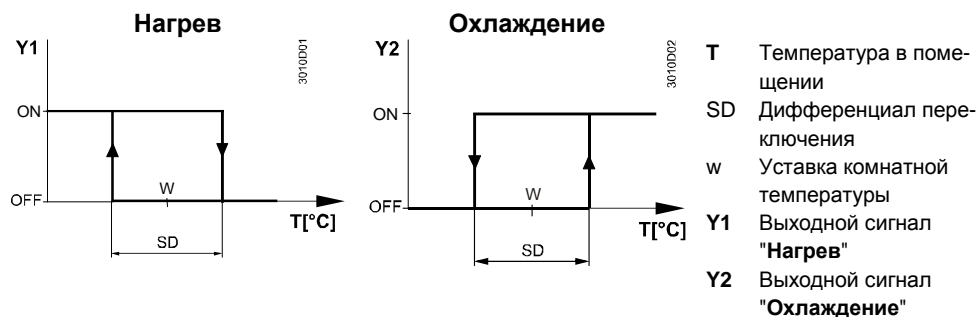 Нагрев
Y1
3010D01
ON
W
OFF
T[°C]
SD
Охлаждение
Y2
3010D02
ON
W
OFF
T[°C]
SD
T Температура в поме-
щении
SD Дифференциал пере-
ключения
w Уставка комнатной
температуры
Y1 Выходной сигнал
"Нагрев"
Y2 Выходной сигнал
"Охлаждение"